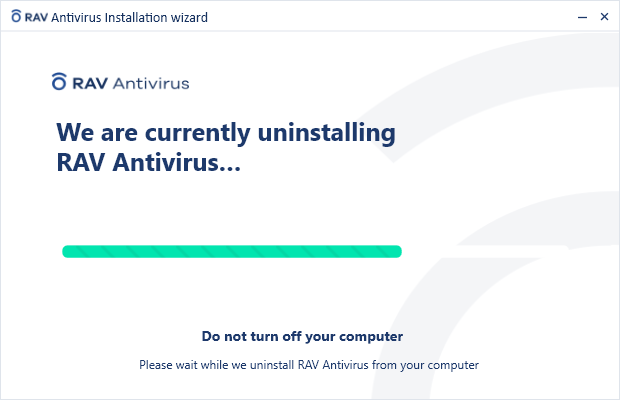 RAV Antivirus Installation wizard
RAV Antivirus
We are currently uninstalling
RAV Antivirus...
Do not turn off your computer
Please wait while we uninstall RAV Antivirus from your computer